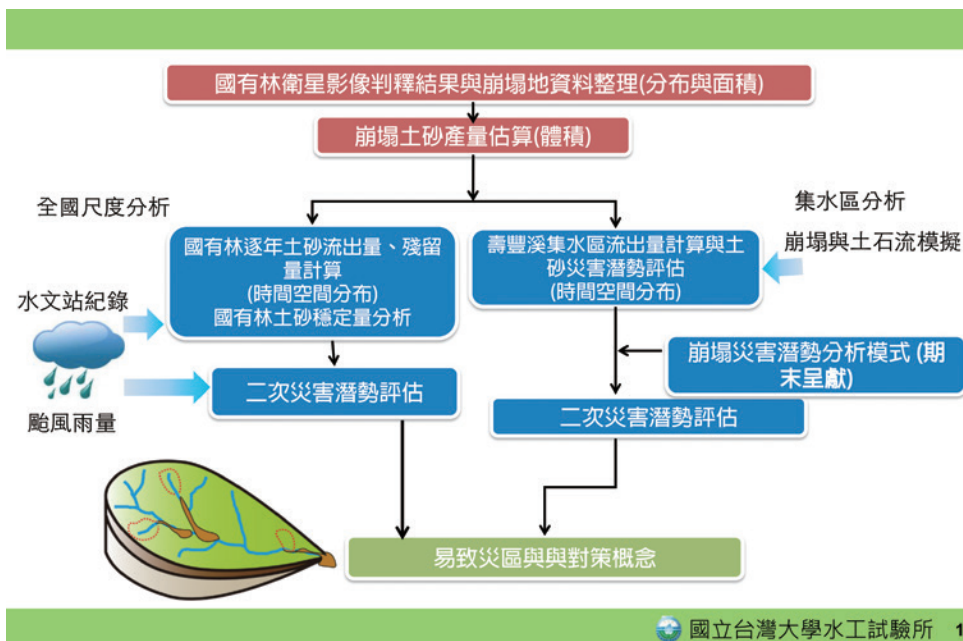 國有林衛星影像判釋結果與崩塌地資料整理(分布與面積)
崩塌土砂產量估算(體積)
全國尺度分析
集水區分析
國有林逐年土砂流出量、殘留
量計算
(時間空間分布)
國有林土砂穩定量分析
壽豐溪集水區流出量計算與土
砂災害潛勢評估
(時間空間分布)
崩塌與土石流模擬
水文站紀錄
崩塌災害潛勢分析模式 (期
末呈獻)
二次災害潛勢評估
二次災害潛勢評估
颱風雨量
易致災區與與對策概念
國立台灣大學水工試驗所 1